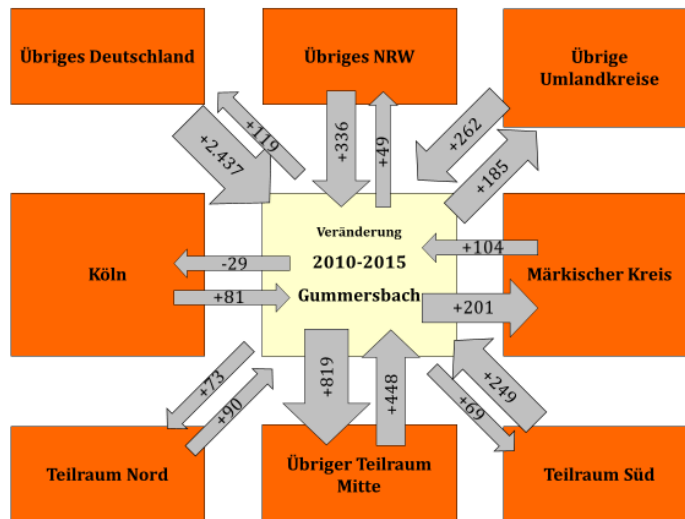 Übriges Deutschland
Übriges NRW
Übrige
Umlandkreise
+2.437
+119
+336
+49
+262
+185
Köln
-29
+81
Veränderung
2010-2015
Gummersbach
+104
+201
Märkischer Kreis
+73
+90
+819
+448
+69
+249
Teilraum Nord
Übriger Teilraum
Mitte
Teilraum Süd